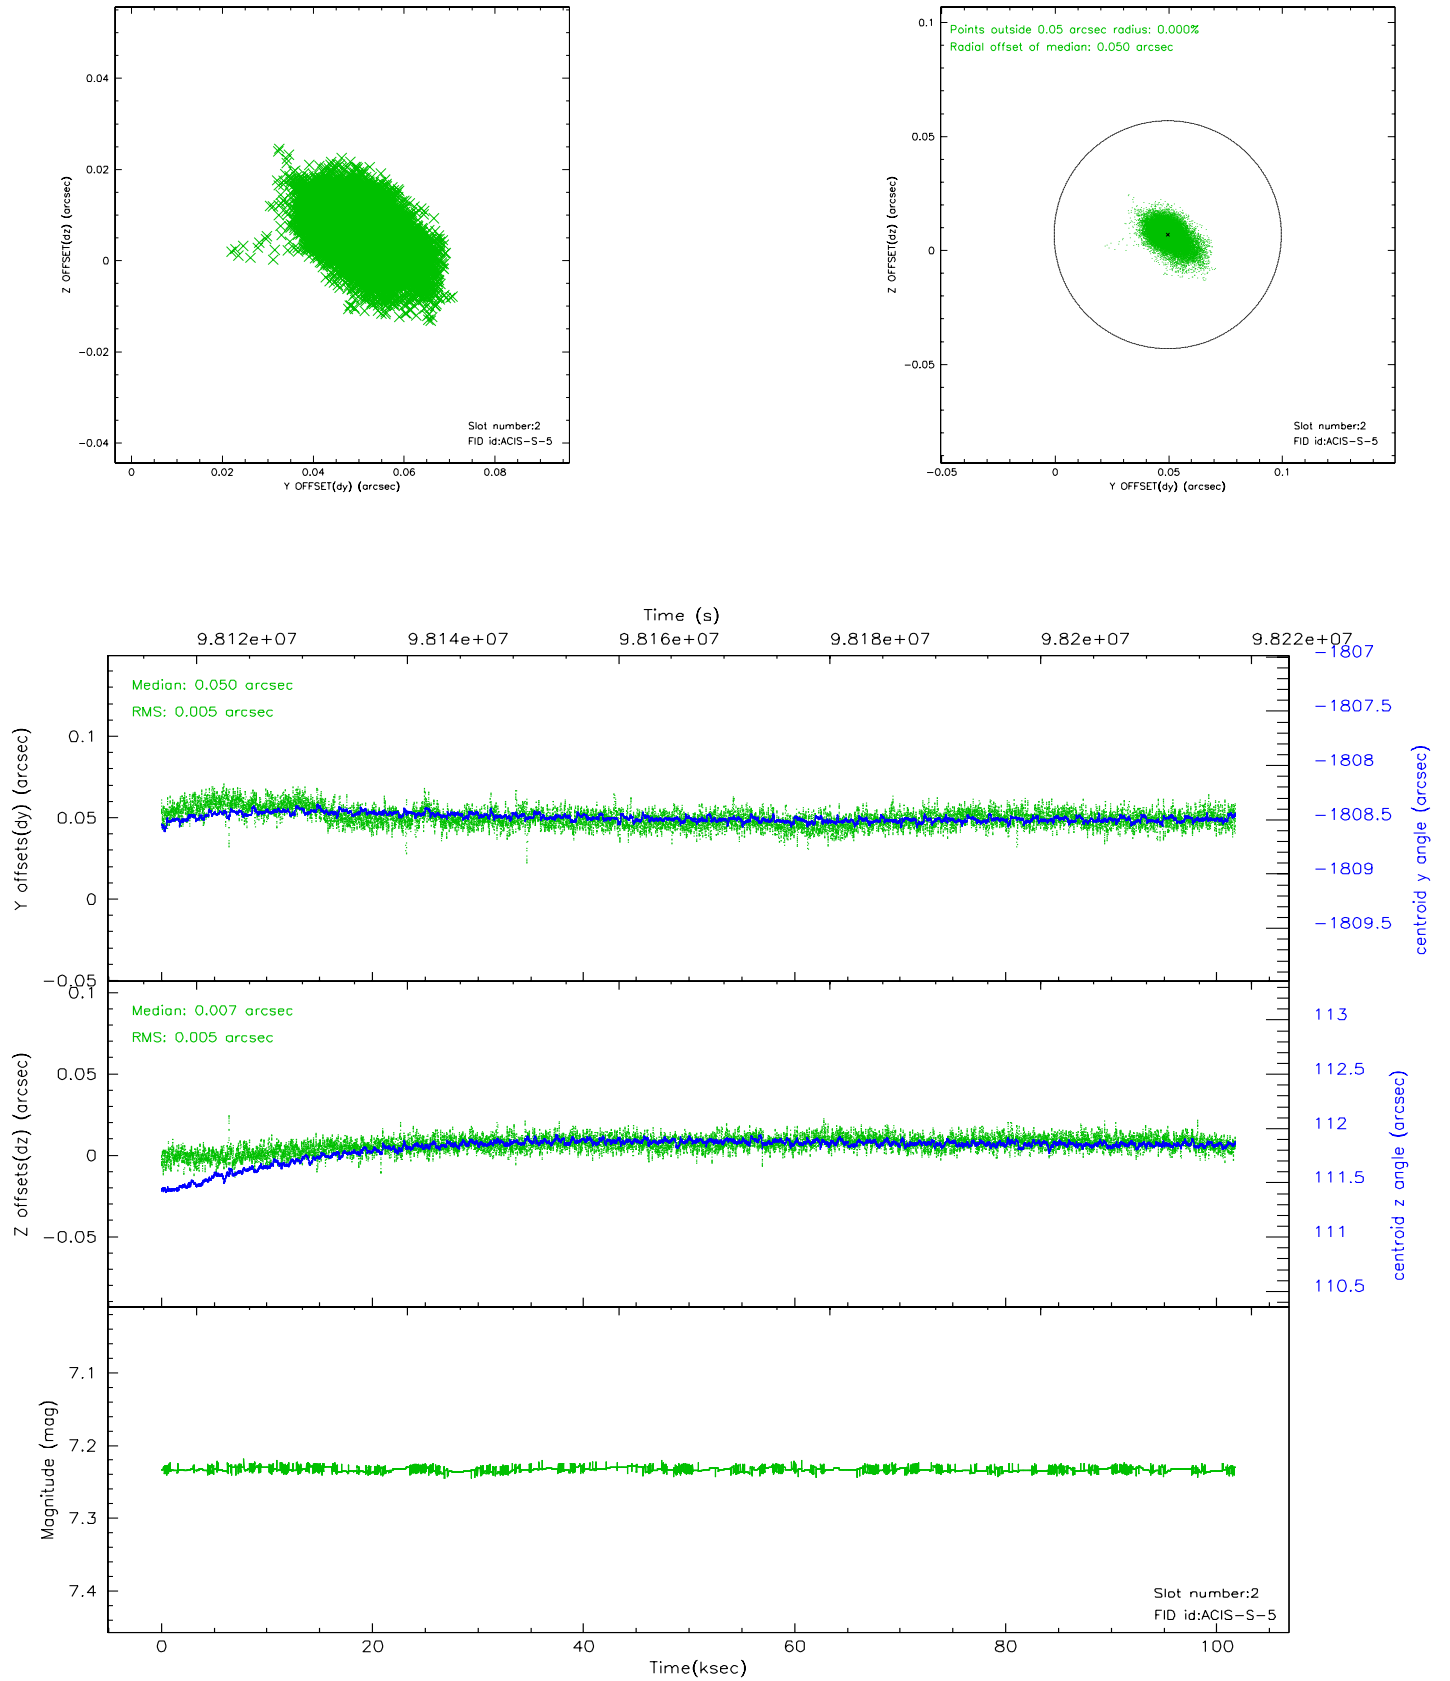 0.04
0.02
0
-0.02
-0.04
0
0.02
0.04
0.06
0.08
Z OFFSET(dz) (arcsec)
Y OFFSET(dy) (arcsec)
Slot number:2
FID id:ACIS-S-5
Points outside 0.05 arcsec radius: 0.000%
Radial offset of median: 0.050 arcsec
0.1
0.05
0
-0.05
-0.05
0
0.05
0.1
Z OFFSET(dz) (arcsec)
Y OFFSET(dy) (arcsec)
Slot number:2
FID id:ACIS-S-5
Time (s)
9.812e+07
9.814e+07
9.816e+07
9.818e+07
9.82e+07
9.822e+07
Median: 0.050 arcsec
RMS: 0.005 arcsec
0.1
0.05
0
-0.05
Y offsets(dy) (arcsec)
-1807
-1807.5
-1808
-1808.5
-1809
-1809.5
centroid y angle (arcsec)
Median: 0.007 arcsec
RMS: 0.005 arcsec
0.1
0.05
0
-0.05
Z offsets(dz) (arcsec)
113
112.5
112
111.5
111
110.5
centroid z angle (arcsec)
7.1
7.2
7.3
7.4
Magnitude (mag)
Slot number:2
FID id:ACIS-S-5
0
20
40
60
80
100
Time(ksec)